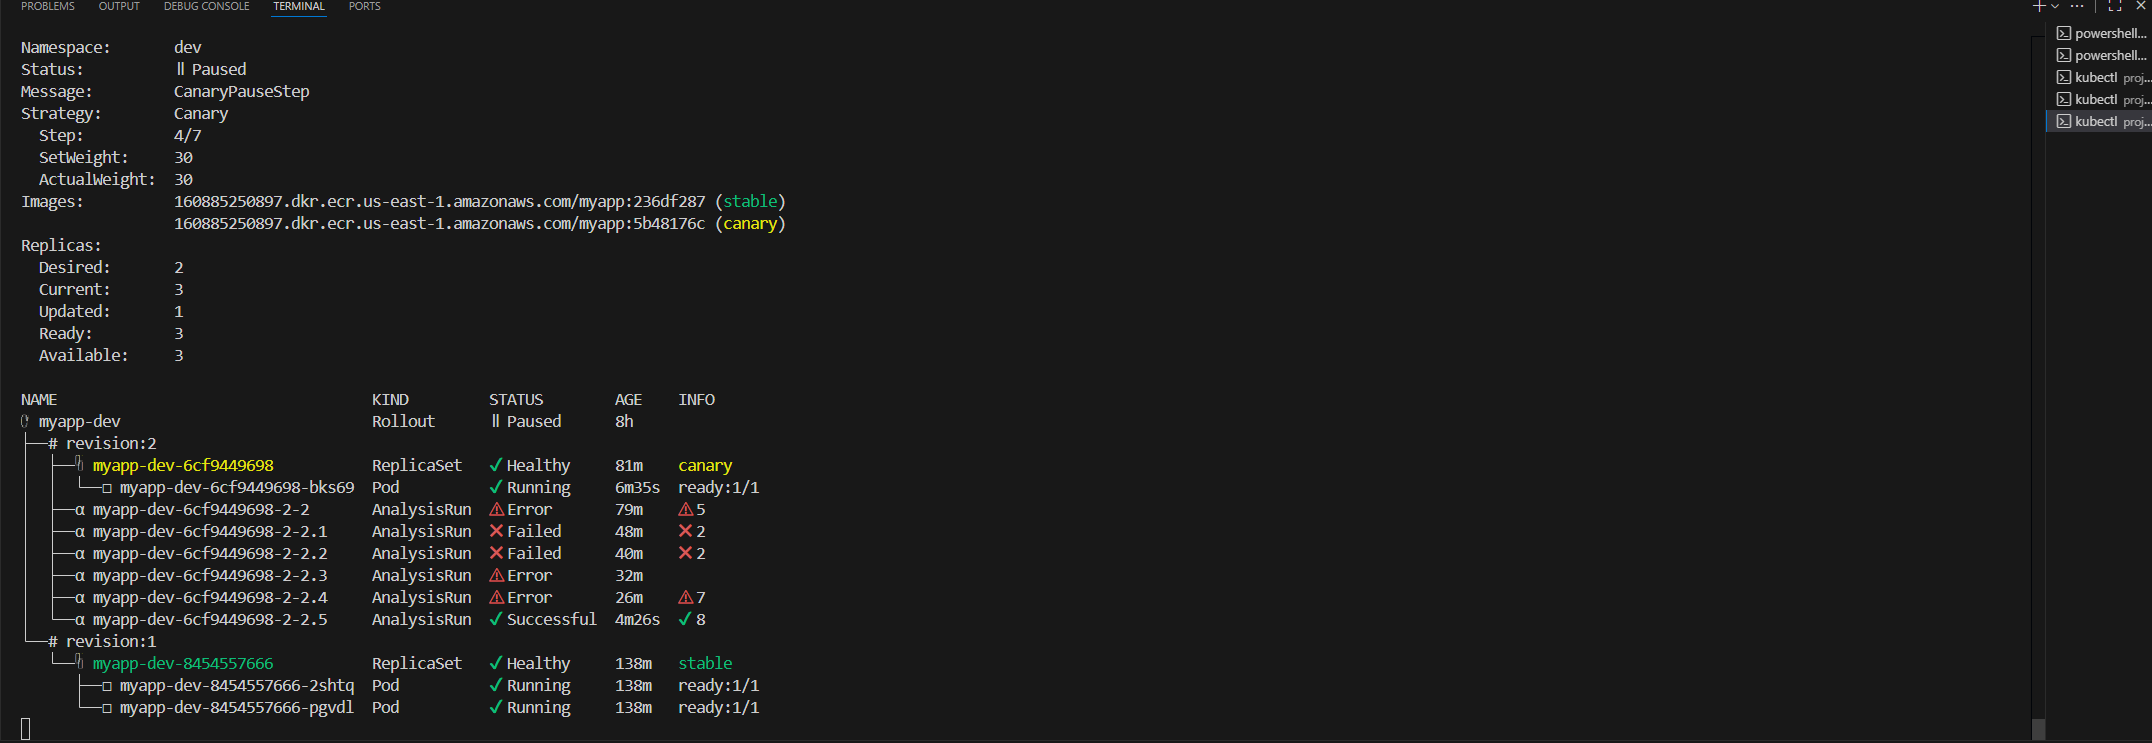 PROBLEMS OUTPUT DEBUG CONSOLE TERMINAL PORTS
powershell...
powershell...
kubectl proj...
kubectl proj...
kubectl proj...
Namespace: dev
Status: ॥ Paused
Message: CanaryPauseStep
Strategy: Canary
Step: 4/7
SetWeight: 30
ActualWeight: 30
Images: 160885250897.dkr.ecr.us-east-1.amazonaws.com/myapp:236df287 (stable)
160885250897.dkr.ecr.us-east-1.amazonaws.com/myapp:5b48176c (canary)
Replicas:
Desired: 2
Current: 3
Updated: 1
Ready: 3
Available: 3
NAME KIND STATUS AGE INFO
myapp-dev Rollout ॥ Paused 8h
# revision:2
myapp-dev-6cf9449698 ReplicaSet ✔ Healthy 81m canary
□ myapp-dev-6cf9449698-bks69 Pod ✔ Running 6m35s ready:1/1
α myapp-dev-6cf9449698-2-2 AnalysisRun ⚠ Error 79m ⚠ 5
α myapp-dev-6cf9449698-2-2.1 AnalysisRun ✖ Failed 48m ✖ 2
α myapp-dev-6cf9449698-2-2.2 AnalysisRun ✖ Failed 40m ✖ 2
α myapp-dev-6cf9449698-2-2.3 AnalysisRun ⚠ Error 32m
α myapp-dev-6cf9449698-2-2.4 AnalysisRun ⚠ Error 26m ⚠ 7
α myapp-dev-6cf9449698-2-2.5 AnalysisRun ✔ Successful 4m26s ✔ 8
# revision:1
myapp-dev-8454557666 ReplicaSet ✔ Healthy 138m stable
□ myapp-dev-8454557666-2shtq Pod ✔ Running 138m ready:1/1
□ myapp-dev-8454557666-pgvdl Pod ✔ Running 138m ready:1/1